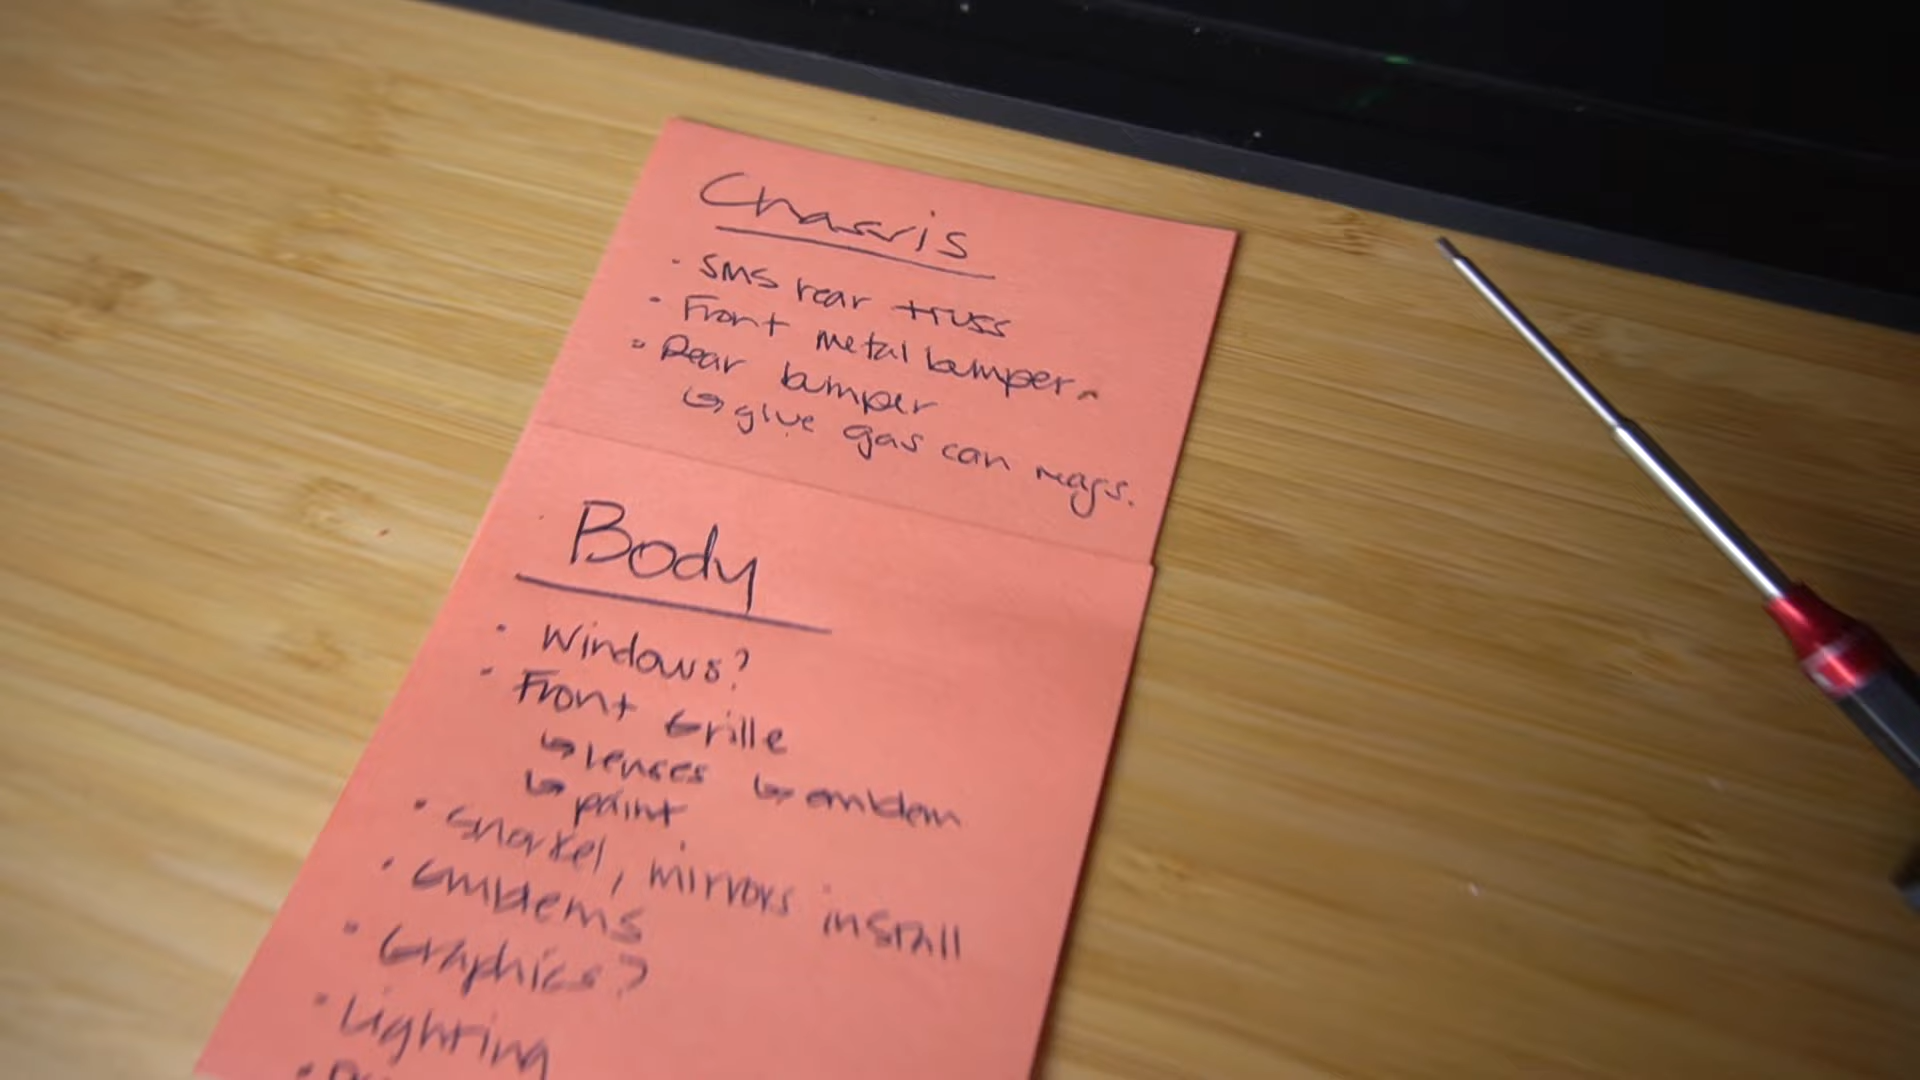 Chassis
· SMS rear truss
· Front metal bumper.
· Rear bumper
↳ give gas can mags.
Body
· Windows?
· Front Grille
↳ lenses ↳ emblem
↳ paint
· Snorkel, mirrors install
· Emblems
· Graphics?
· Lighting